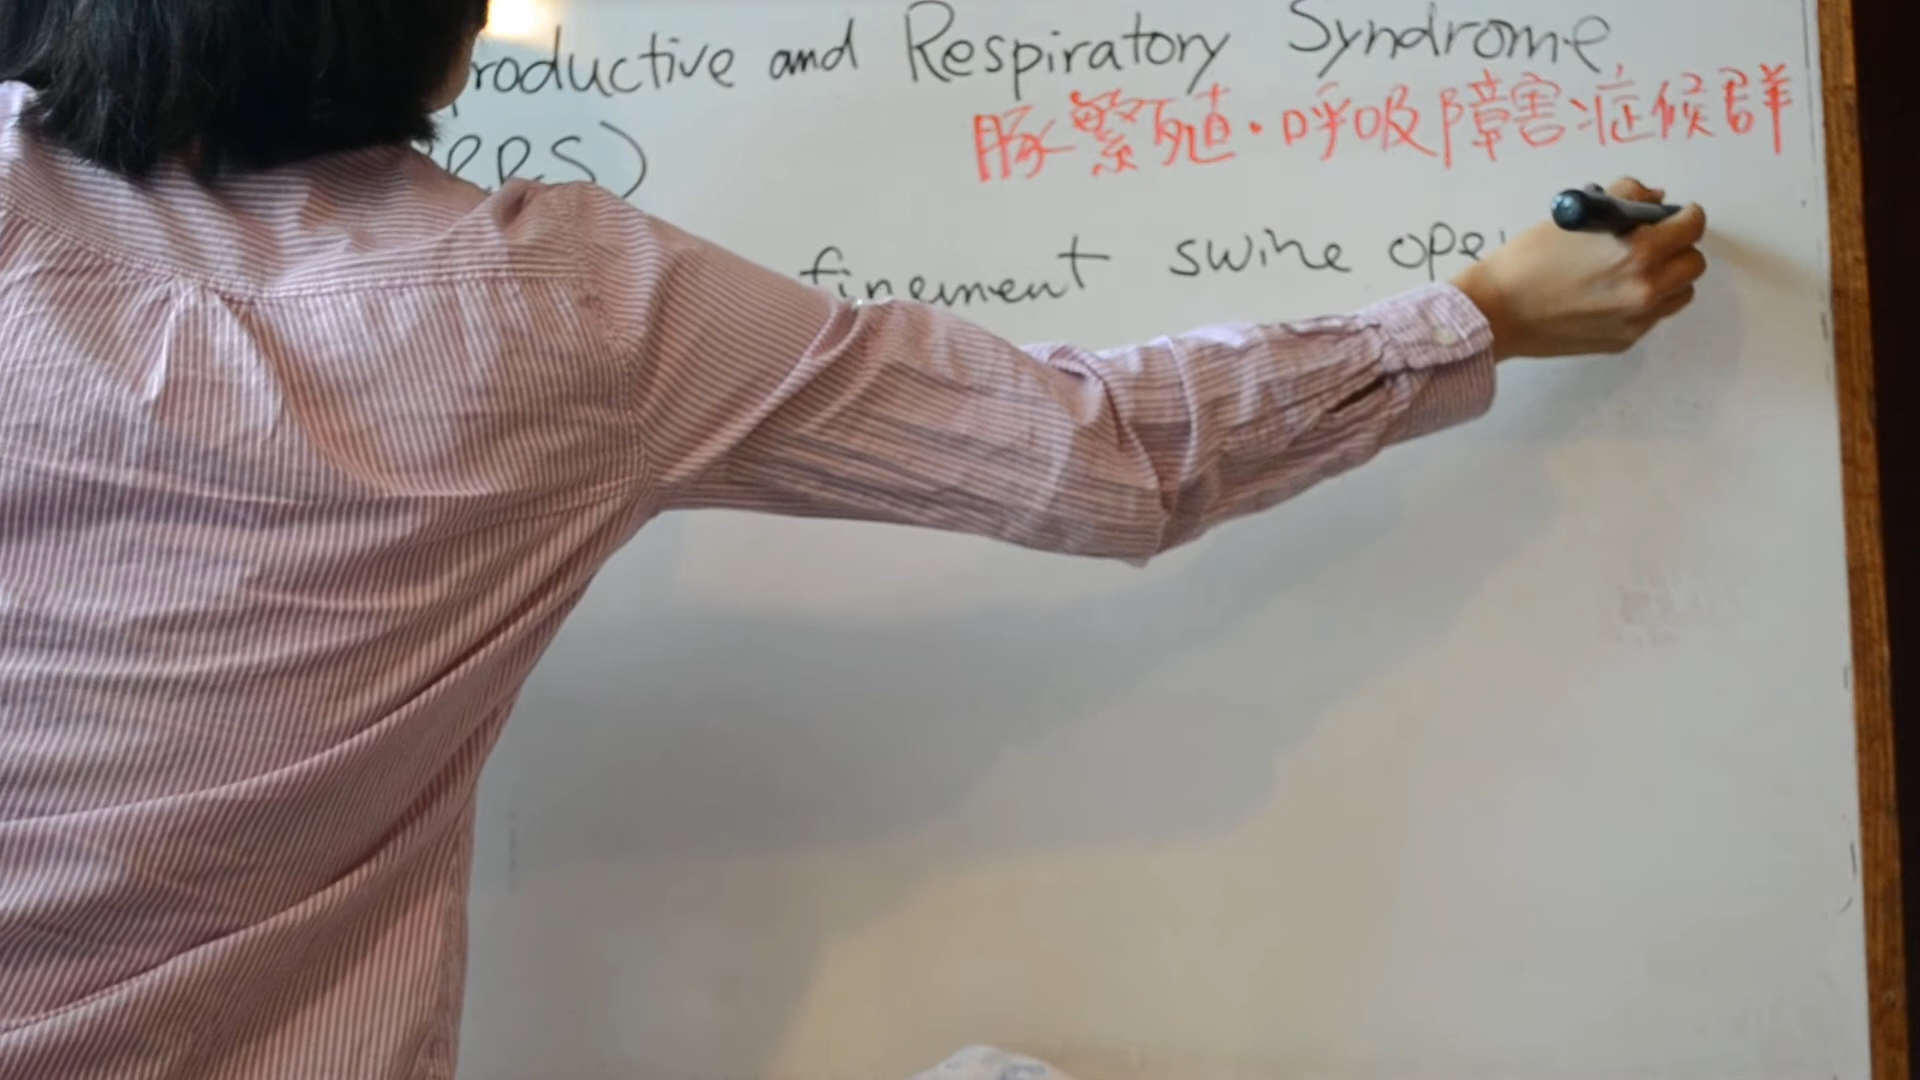 roductive and Respiratory Syndrome
豚繁殖・呼吸障害症候群
RRS)
finement swine ope